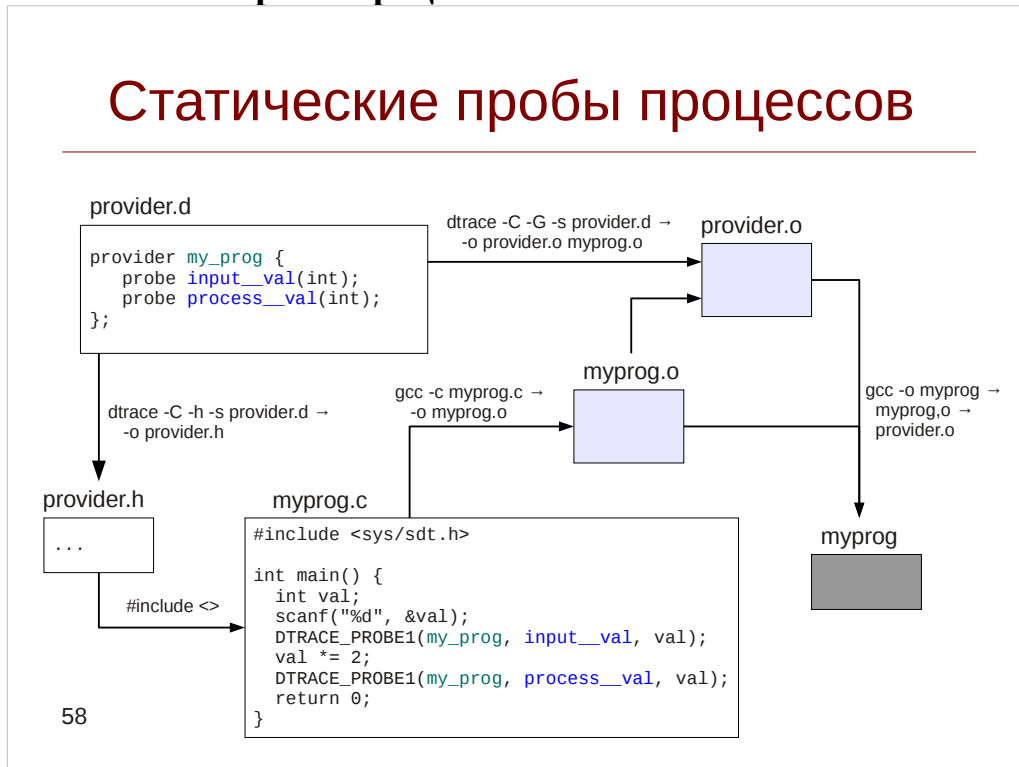 Статические пробы процессов
provider.d
provider my_prog {
probe input__val(int);
probe process__val(int);
};
dtrace -C -G -s provider.d →
-o provider.o myprog.o
provider.o
dtrace -C -h -s provider.d →
-o provider.h
gcc -c myprog.c →
-o myprog.o
myprog.o
gcc -o myprog →
myprog,o →
provider.o
provider.h
...
#include <>
myprog.c
#include <sys/sdt.h>
int main() {
int val;
scanf("%d", &val);
DTRACE_PROBE1(my_prog, input__val, val);
val *= 2;
DTRACE_PROBE1(my_prog, process__val, val);
return 0;
}
myprog
58